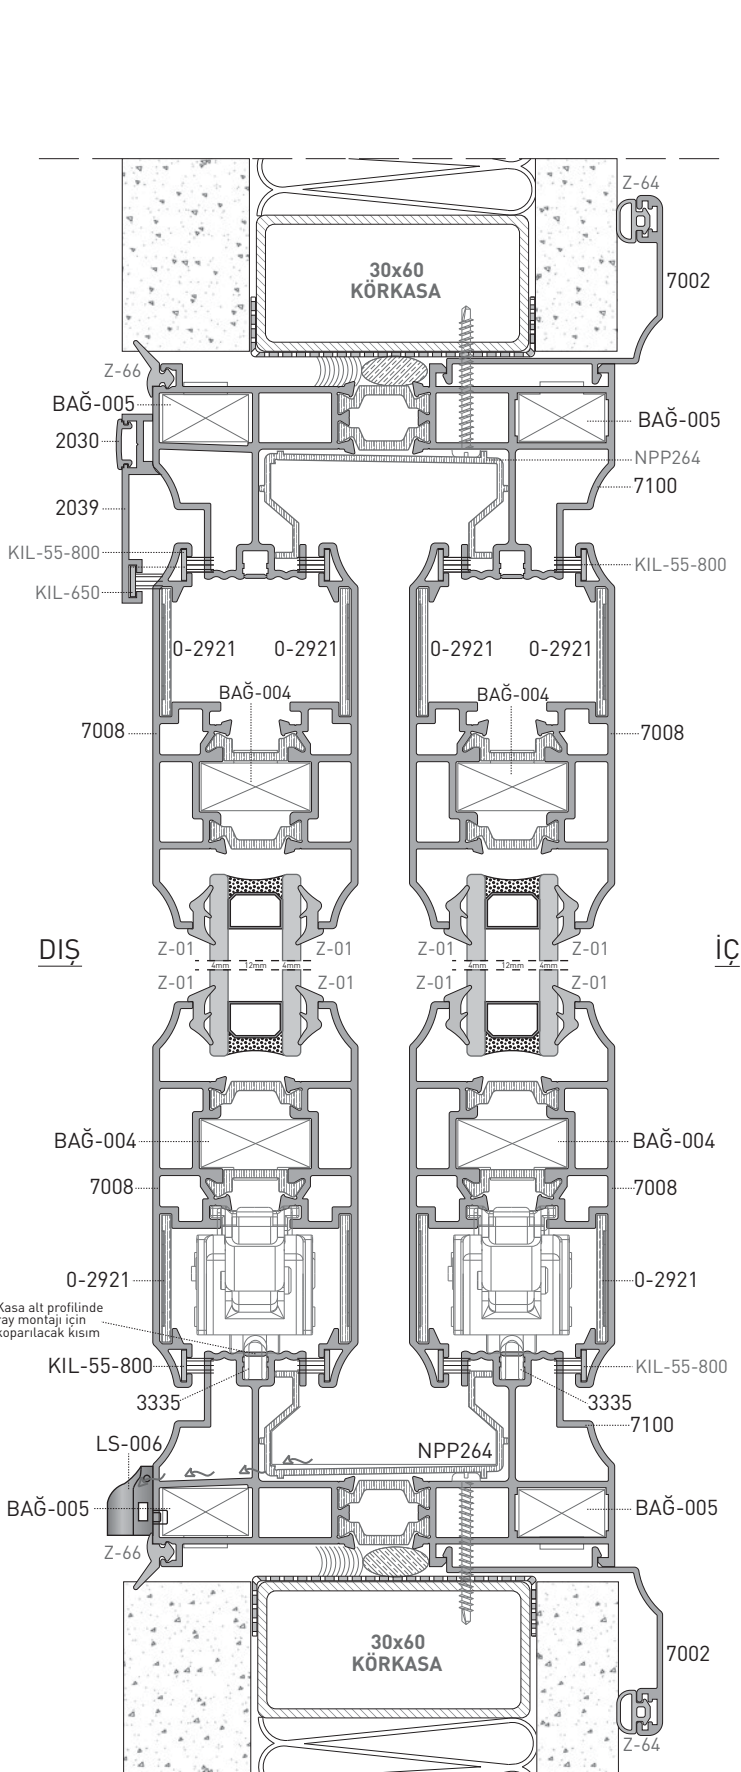 Z-64
30x60
KÖRKASA
7002
Z-66
BAĞ-005
BAĞ-005
2030
NPP264
7100
2039
KIL-55-800
KIL-55-800
KIL-650
0-2921
0-2921
0-2921
0-2921
BAĞ-004
BAĞ-004
7008
7008
DIŞ
İÇ
Z-01
Z-01
Z-01
Z-01
4mm
12mm
4mm
4mm
12mm
4mm
Z-01
Z-01
Z-01
Z-01
BAĞ-004
BAĞ-004
7008
7008
0-2921
0-2921
Kasa alt profilinde
ray montajı için
koparılacak kısım
KIL-55-800
KIL-55-800
3335
3335
7100
LS-006
NPP264
BAĞ-005
BAĞ-005
Z-66
30x60
KÖRKASA
7002
Z-64